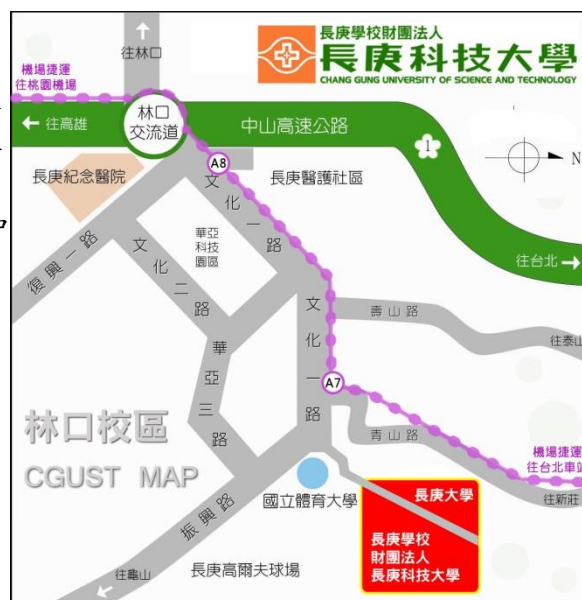 長庚學校財團法人
長庚科技大學
CHANG GUNG UNIVERSITY OF SCIENCE AND TECHNOLOGY
往林口
機場捷運
往桃園機場
往高雄
林口
交流道
中山高速公路
1
N
A8
長庚紀念醫院
長庚醫護社區
文化一路
華亞
科技
園區
復興一路
文化二路
往台北
文化一路
壽山路
往泰山
華亞三路
A7
林口校區
CGUST MAP
青山路
機場捷運
往台北車站
往新莊
國立體育大學
長庚大學
振興路
長庚學校
財團法人
長庚科技大學
往龜山
長庚高爾夫球場